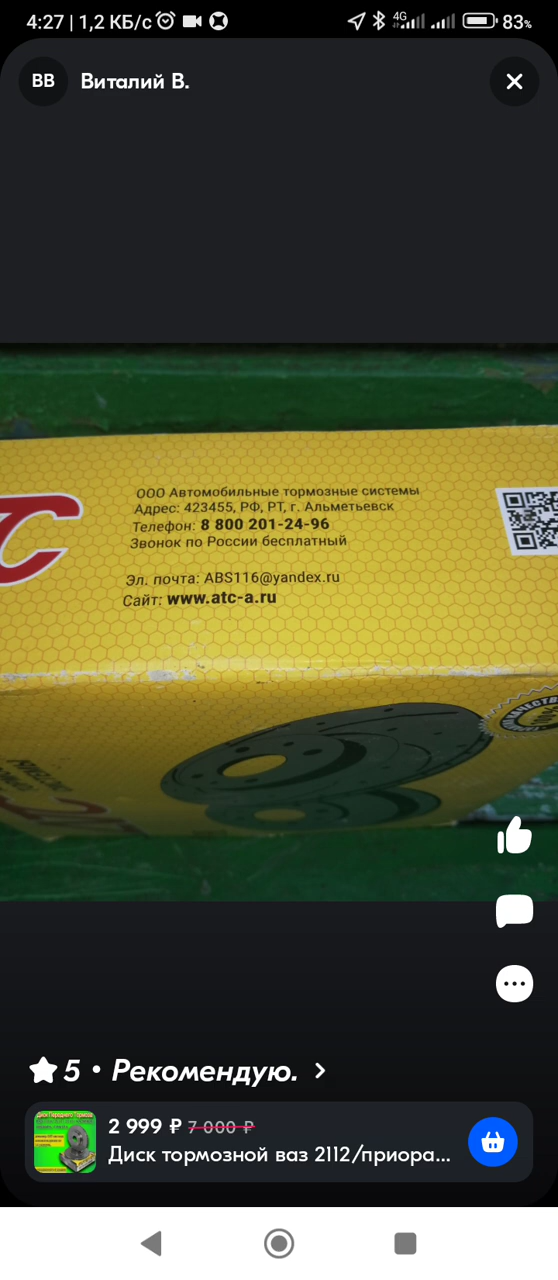 4:27 | 1,2 КБ/с
4G
83%
ВВ
Виталий В.
ТС
ООО Автомобильные тормозные системы
Адрес: 423455, РФ, РТ, г. Альметьевск
Телефон: 8 800 201-24-96
Звонок по России бесплатный
Эл. почта: ABS116@yandex.ru
Сайт: www.atc-a.ru
5 • Рекомендую.
2 999 ₽ 7 000 ₽
Диск тормозной ваз 2112/приора...